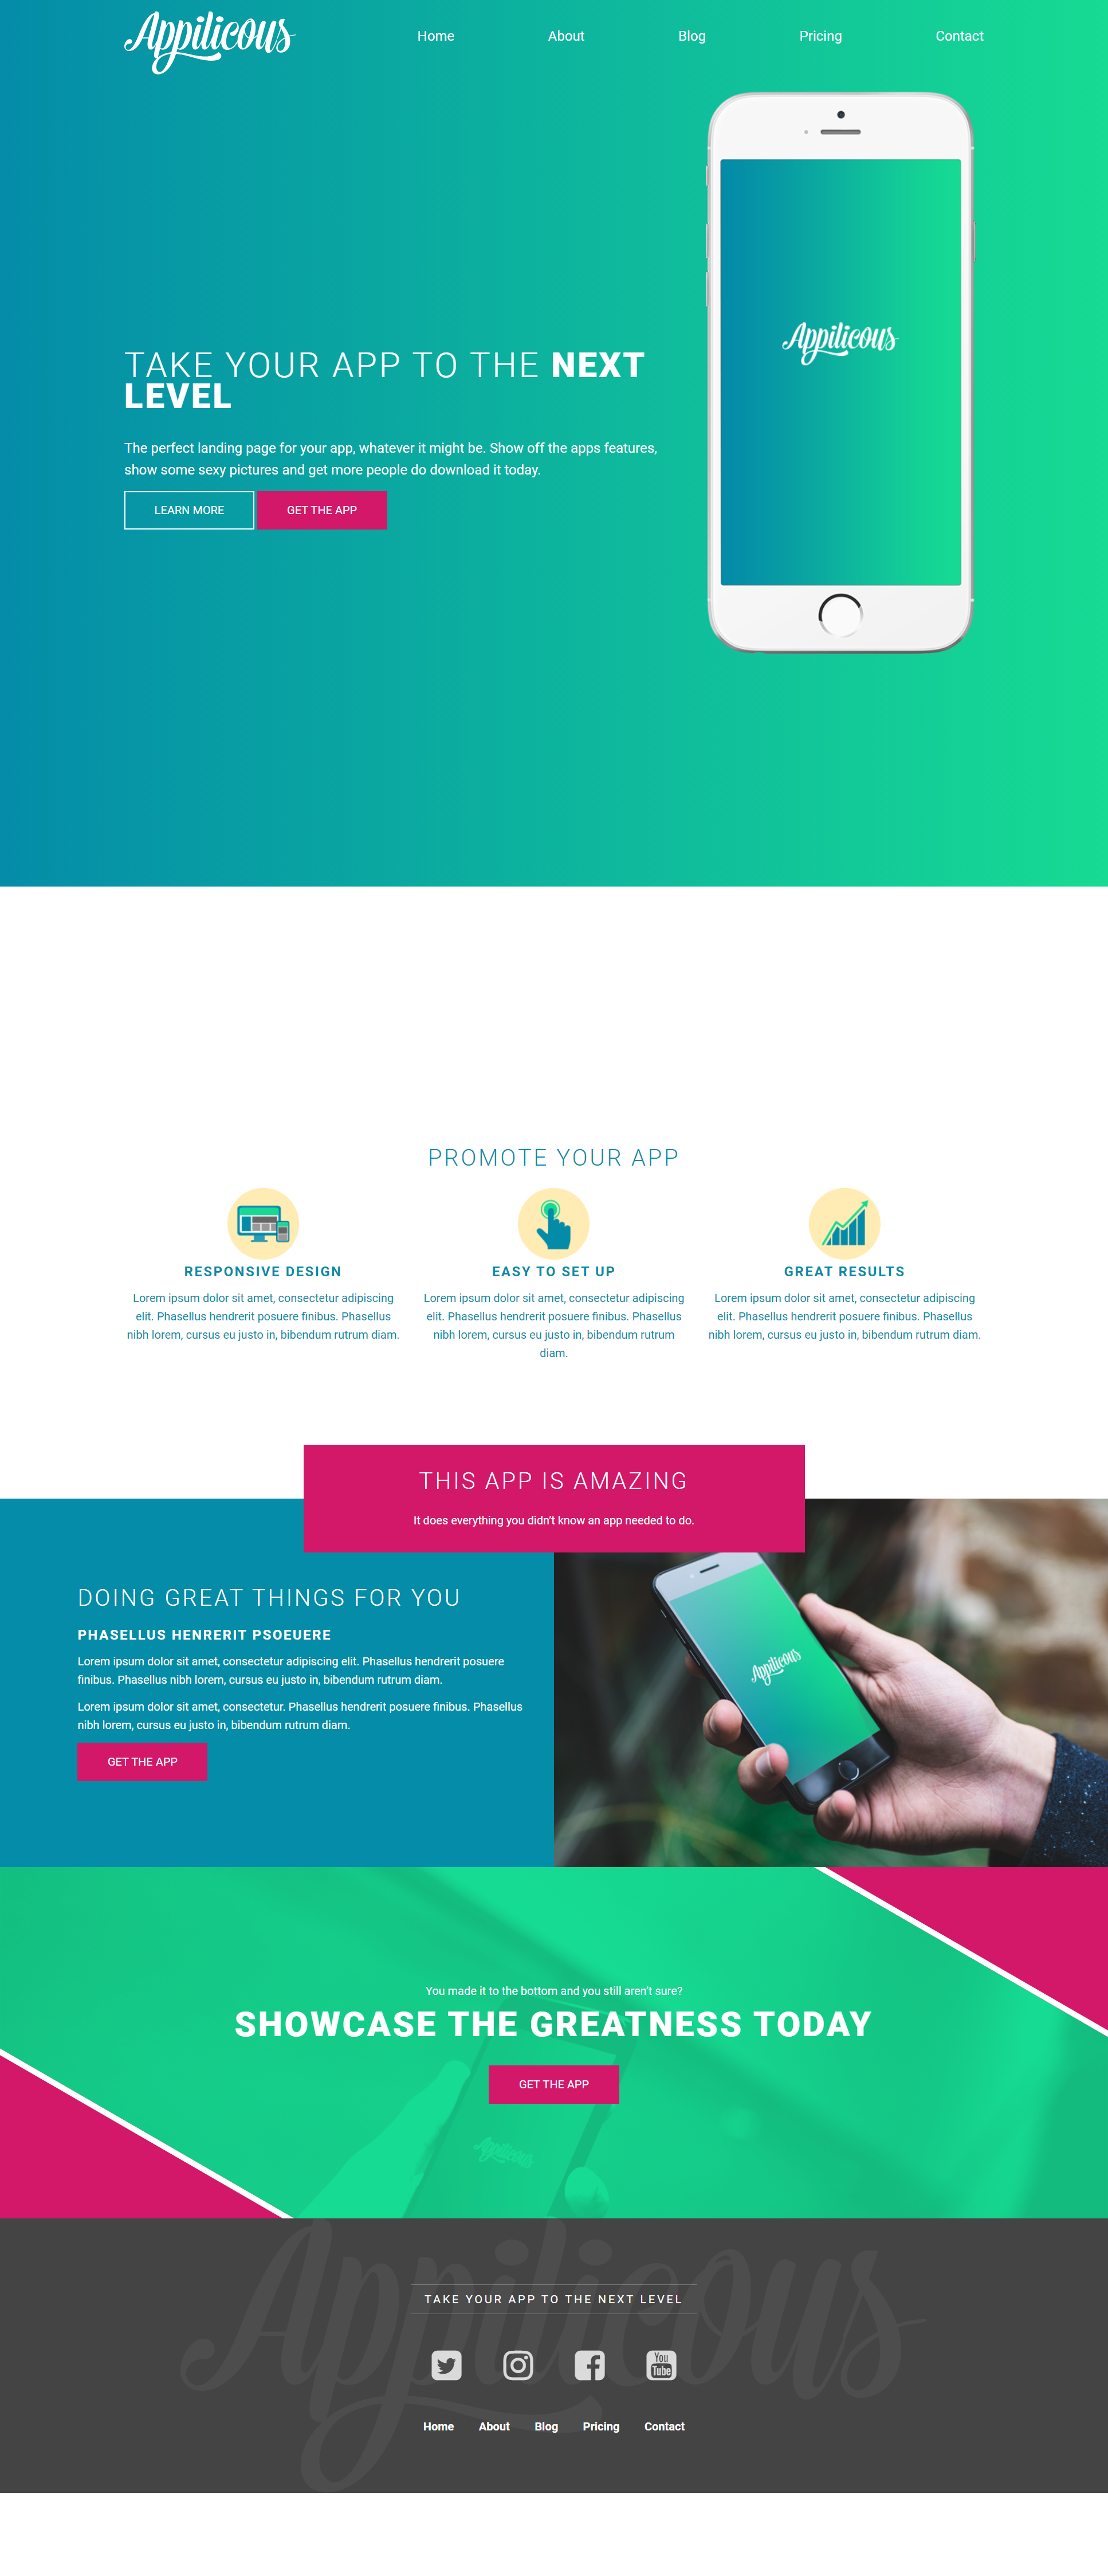 Appilicous
Home About Blog Pricing Contact
Appilicous
TAKE YOUR APP TO THE NEXT
LEVEL
The perfect landing page for your app, whatever it might be. Show off the apps features,
show some sexy pictures and get more people do download it today.
LEARN MORE GET THE APP
PROMOTE YOUR APP
RESPONSIVE DESIGN
Lorem ipsum dolor sit amet, consectetur adipiscing
elit. Phasellus hendrerit posuere finibus. Phasellus
nibh lorem, cursus eu justo in, bibendum rutrum diam.
EASY TO SET UP
Lorem ipsum dolor sit amet, consectetur adipiscing
elit. Phasellus hendrerit posuere finibus. Phasellus
nibh lorem, cursus eu justo in, bibendum rutrum
diam.
GREAT RESULTS
Lorem ipsum dolor sit amet, consectetur adipiscing
elit. Phasellus hendrerit posuere finibus. Phasellus
nibh lorem, cursus eu justo in, bibendum rutrum diam.
THIS APP IS AMAZING
It does everything you didn't know an app needed to do.
DOING GREAT THINGS FOR YOU
PHASELLUS HENRERIT PSOEUERE
Lorem ipsum dolor sit amet, consectetur adipiscing elit. Phasellus hendrerit posuere
finibus. Phasellus nibh lorem, cursus eu justo in, bibendum rutrum diam.
Lorem ipsum dolor sit amet, consectetur. Phasellus hendrerit posuere finibus. Phasellus
nibh lorem, cursus eu justo in, bibendum rutrum diam.
GET THE APP
Appilicous
You made it to the bottom and you still aren't sure?
SHOWCASE THE GREATNESS TODAY
GET THE APP
Appilicous
Appilicous
TAKE YOUR APP TO THE NEXT LEVEL
You
Tube
Home About Blog Pricing Contact